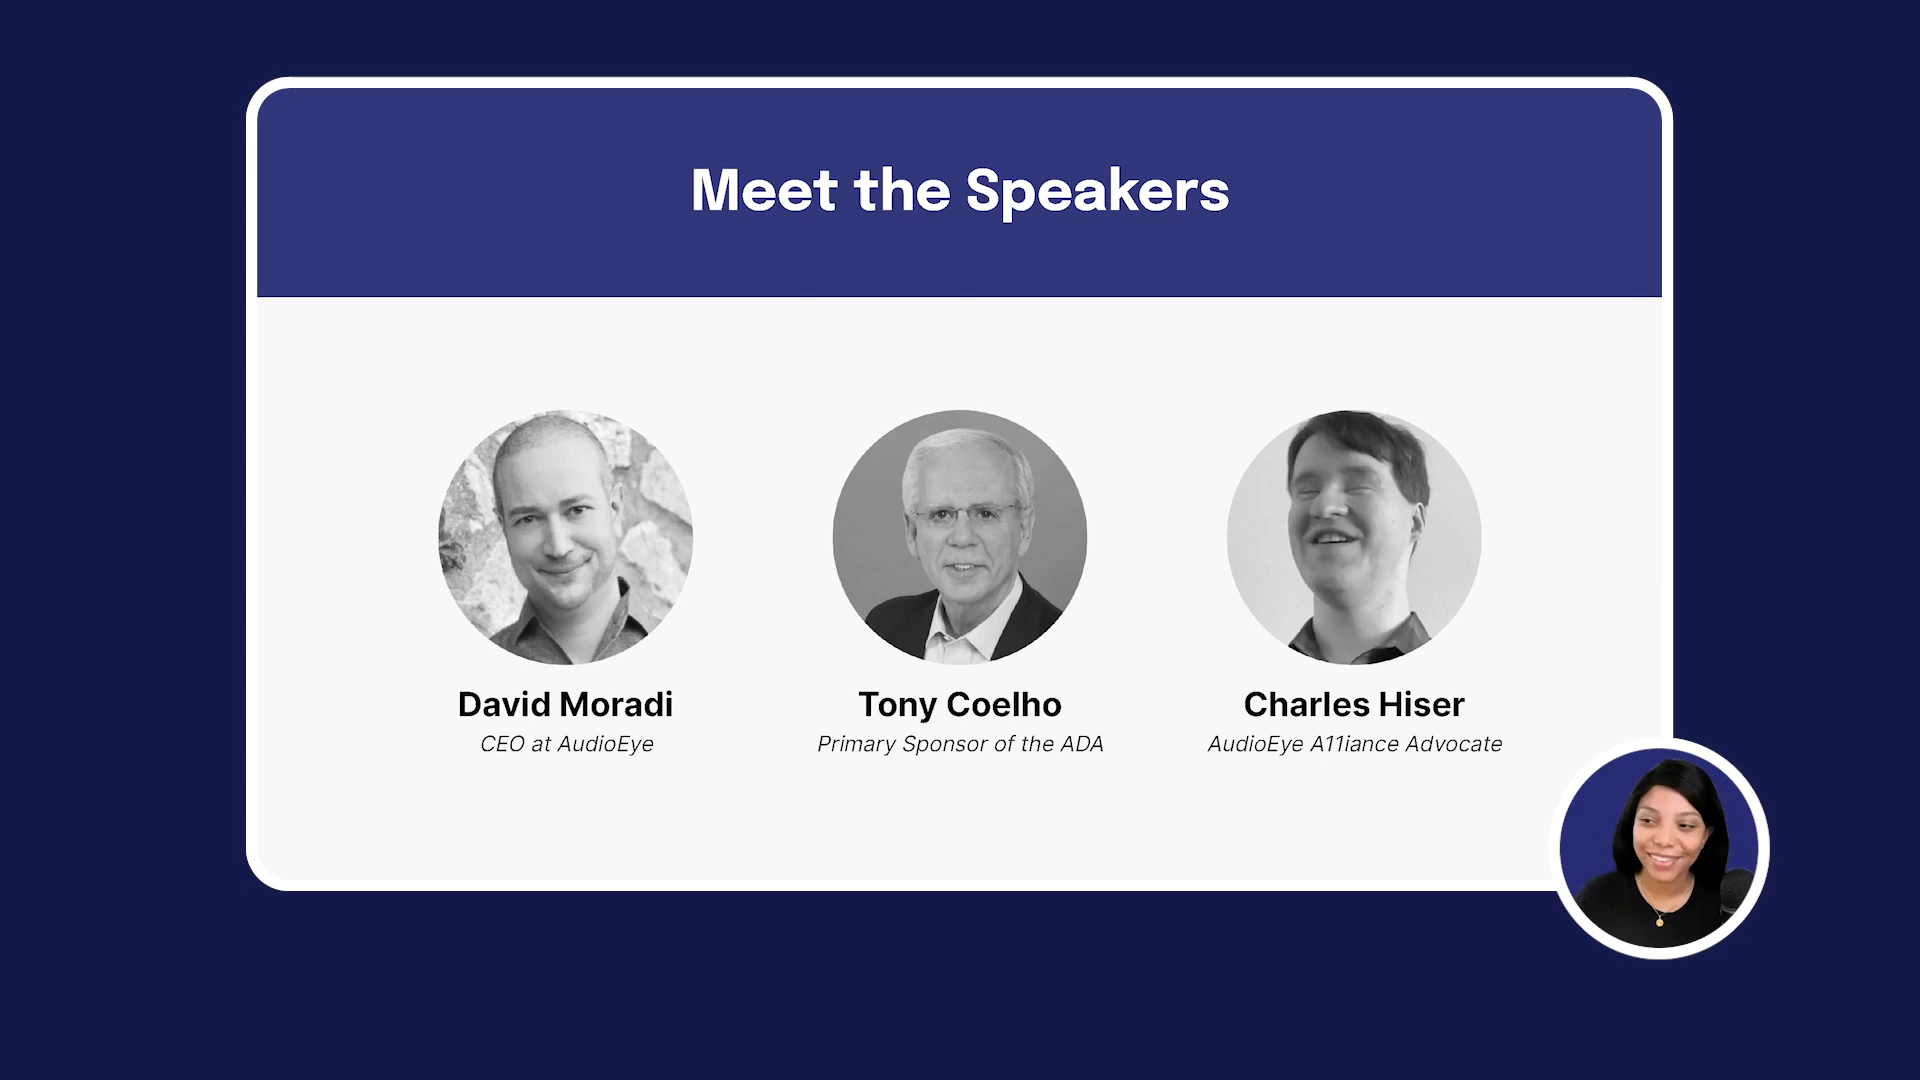 Meet the Speakers
David Moradi
CEO at AudioEye
Tony Coelho
Primary Sponsor of the ADA
Charles Hiser
AudioEye A11iance Advocate